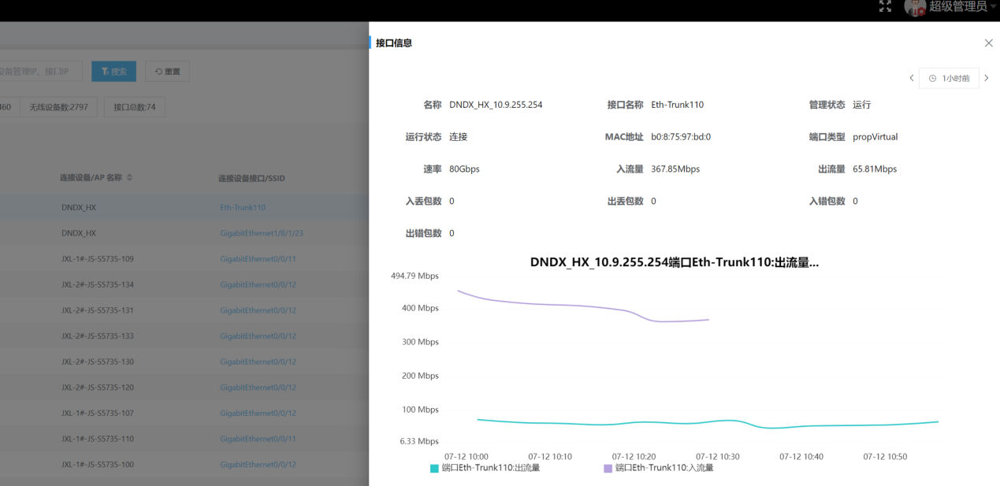 超级管理员
接口信息
设备管理IP、接口IP
搜索
重置
1小时前
460
无线设备数:2797
接口总数:74
名称 DNDX_HX_10.9.255.254
接口名称 Eth-Trunk110
管理状态 运行
运行状态 连接
MAC地址 b0:8:75:97:bd:0
端口类型 propVirtual
速率 80Gbps
入流量 367.85Mbps
出流量 65.81Mbps
入丢包数 0
出丢包数 0
入错包数 0
出错包数 0
连接设备/AP 名称 连接设备接口/SSID
DNDX_HX Eth-Trunk110
DNDX_HX GigabitEthernet1/8/1/23
JXL-1#-JS-S5735-109 GigabitEthernet0/0/11
JXL-2#-JS-S5735-134 GigabitEthernet0/0/12
JXL-2#-JS-S5735-131 GigabitEthernet0/0/12
JXL-2#-JS-S5735-133 GigabitEthernet0/0/12
JXL-2#-JS-S5735-130 GigabitEthernet0/0/12
JXL-2#-JS-S5735-120 GigabitEthernet0/0/12
JXL-1#-JS-S5735-107 GigabitEthernet0/0/12
JXL-1#-JS-S5735-110 GigabitEthernet0/0/11
JXL-1#-JS-S5735-100 GigabitEthernet0/0/12
DNDX_HX_10.9.255.254端口Eth-Trunk110:出流量...
494.79 Mbps
400 Mbps
300 Mbps
200 Mbps
100 Mbps
6.33 Mbps
07-12 10:00 07-12 10:10 07-12 10:20 07-12 10:30 07-12 10:40 07-12 10:50
端口Eth-Trunk110:出流量 端口Eth-Trunk110:入流量